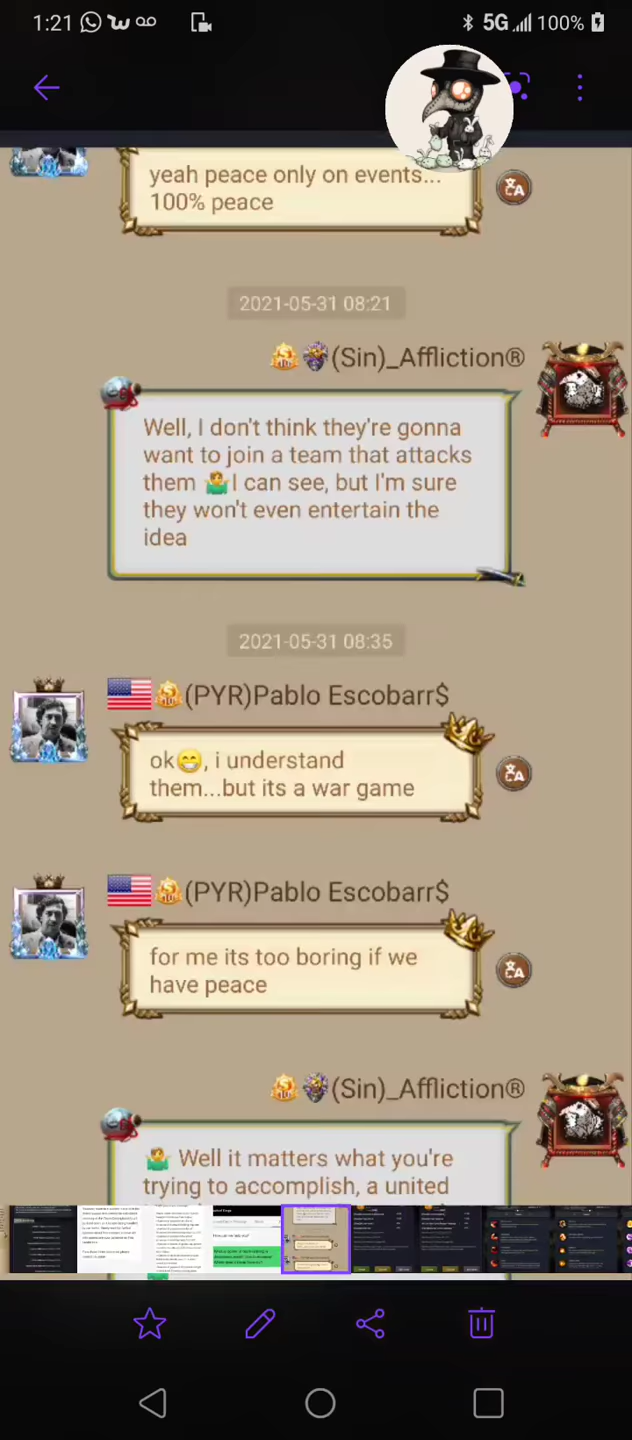 1:21
5G 100%
yeah peace only on events...
100% peace
2021-05-31 08:21
(Sin)_Affliction®
Well, I don't think they're gonna
want to join a team that attacks
them 🤷I can see, but I'm sure
they won't even entertain the
idea
2021-05-31 08:35
(PYR)Pablo Escobarr$
ok😁, i understand
them...but its a war game
(PYR)Pablo Escobarr$
for me its too boring if we
have peace
(Sin)_Affliction®
🤷 Well it matters what you're
trying to accomplish, a united